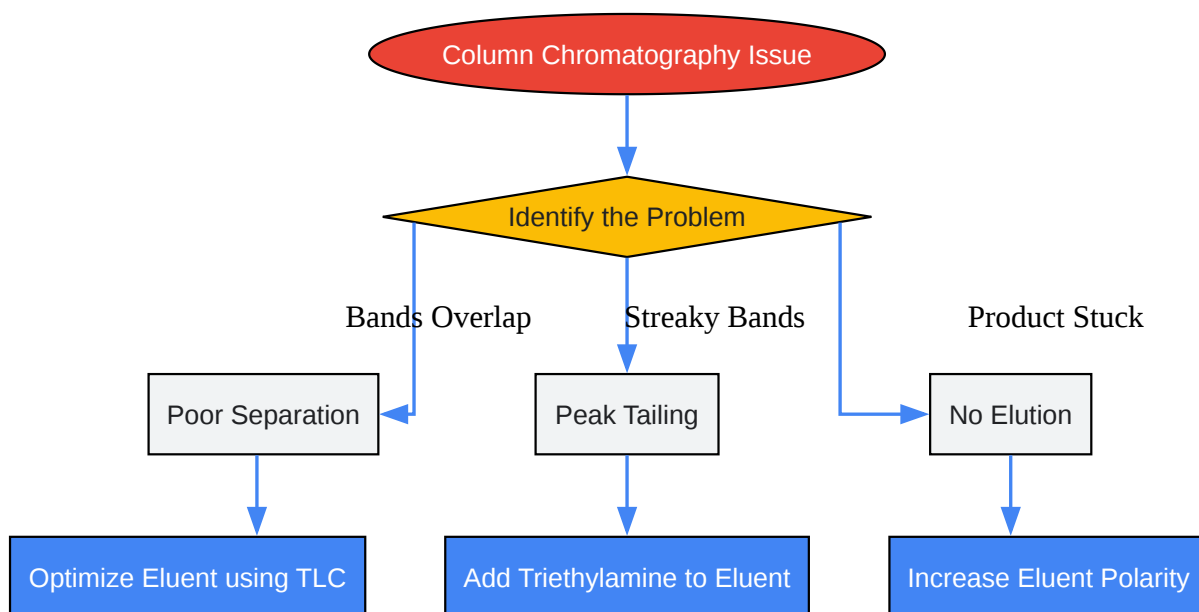 Column Chromatography Issue
Identify the Problem
Bands Overlap
Streaky Bands
Product Stuck
Poor Separation
Peak Tailing
No Elution
Optimize Eluent using TLC
Add Triethylamine to Eluent
Increase Eluent Polarity